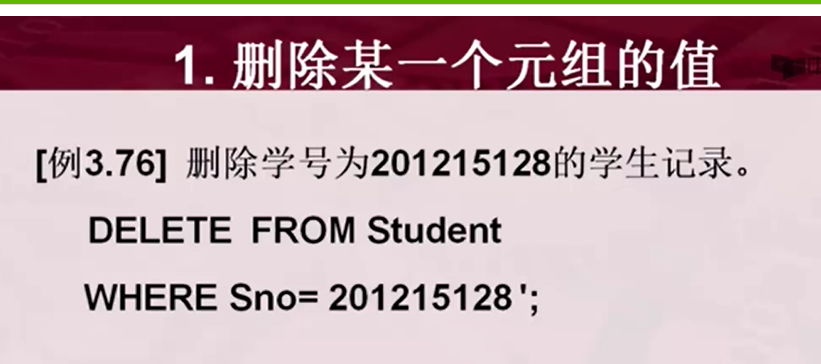 1. 删除某一个元组的值
[例3.76] 删除学号为201215128的学生记录。
DELETE FROM Student
WHERE Sno= 201215128 ';